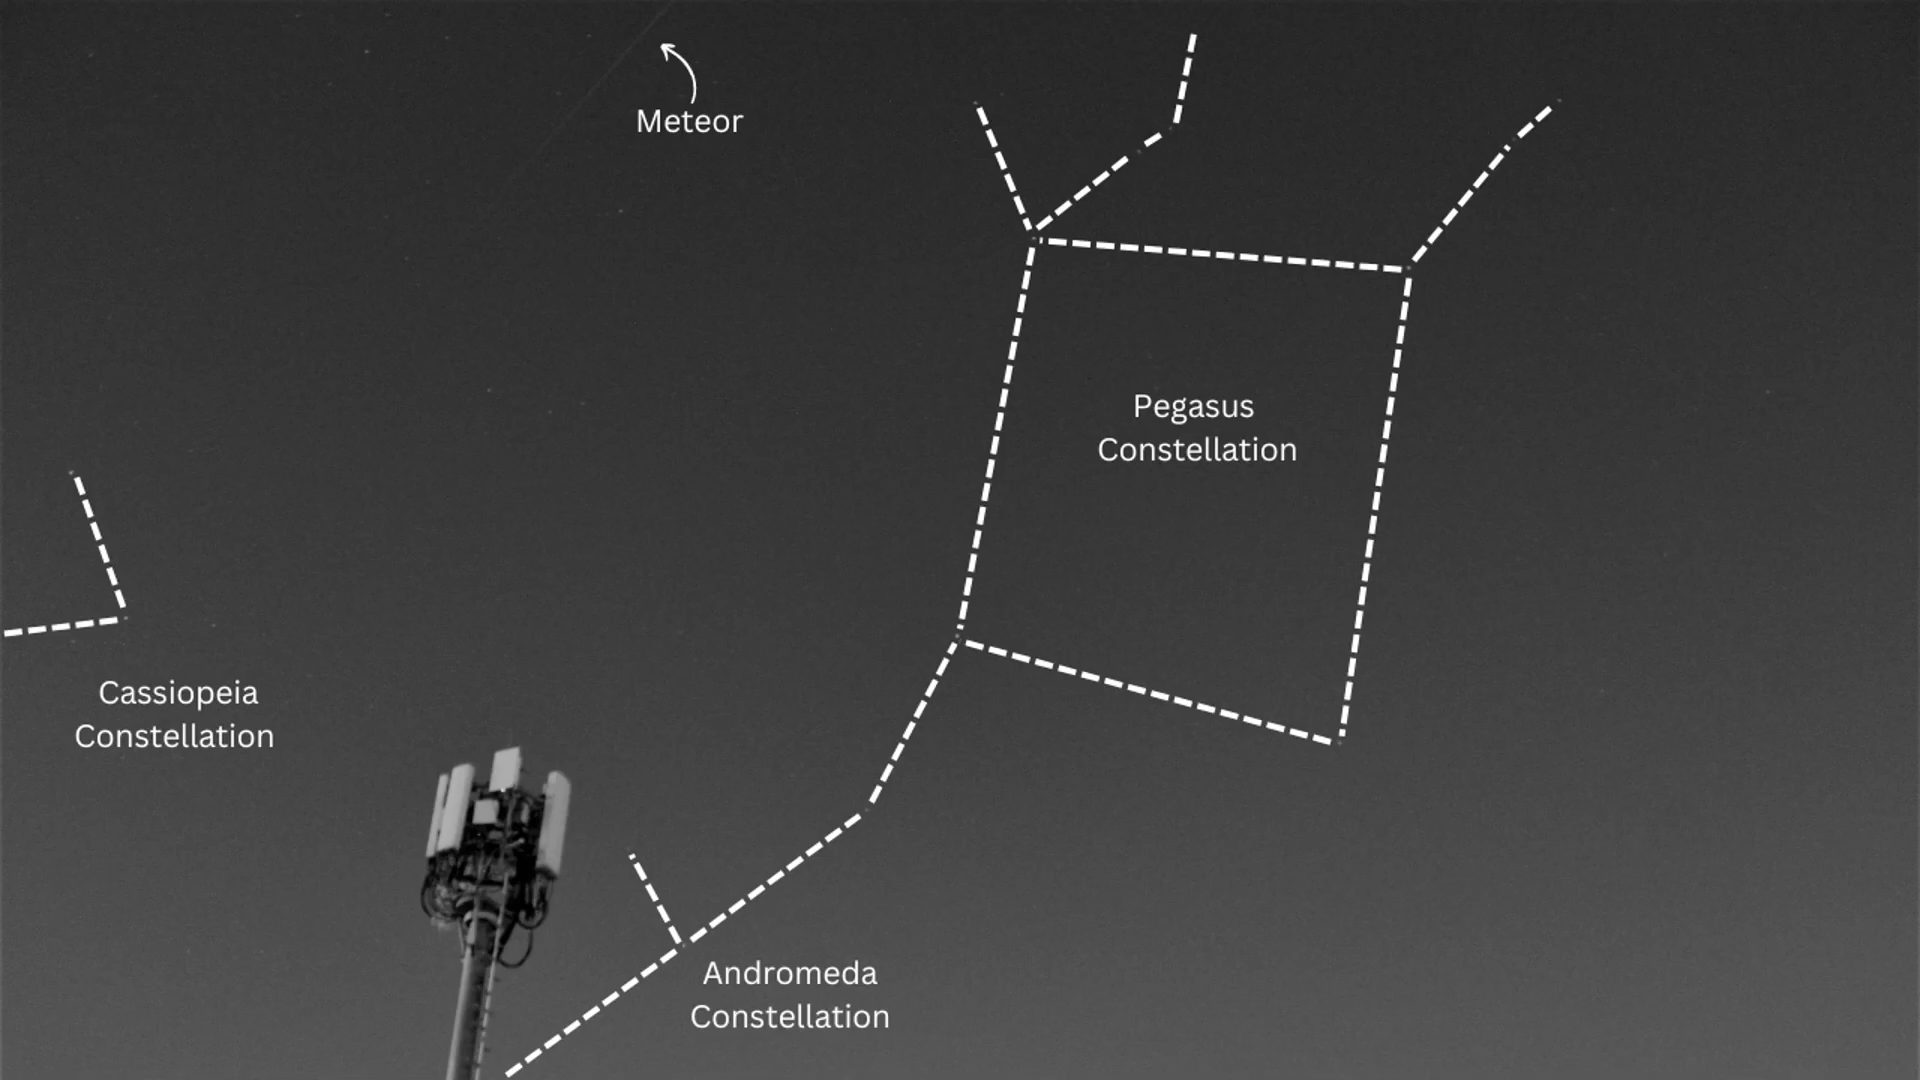 Meteor
Pegasus
Constellation
Cassiopeia
Constellation
Andromeda
Constellation